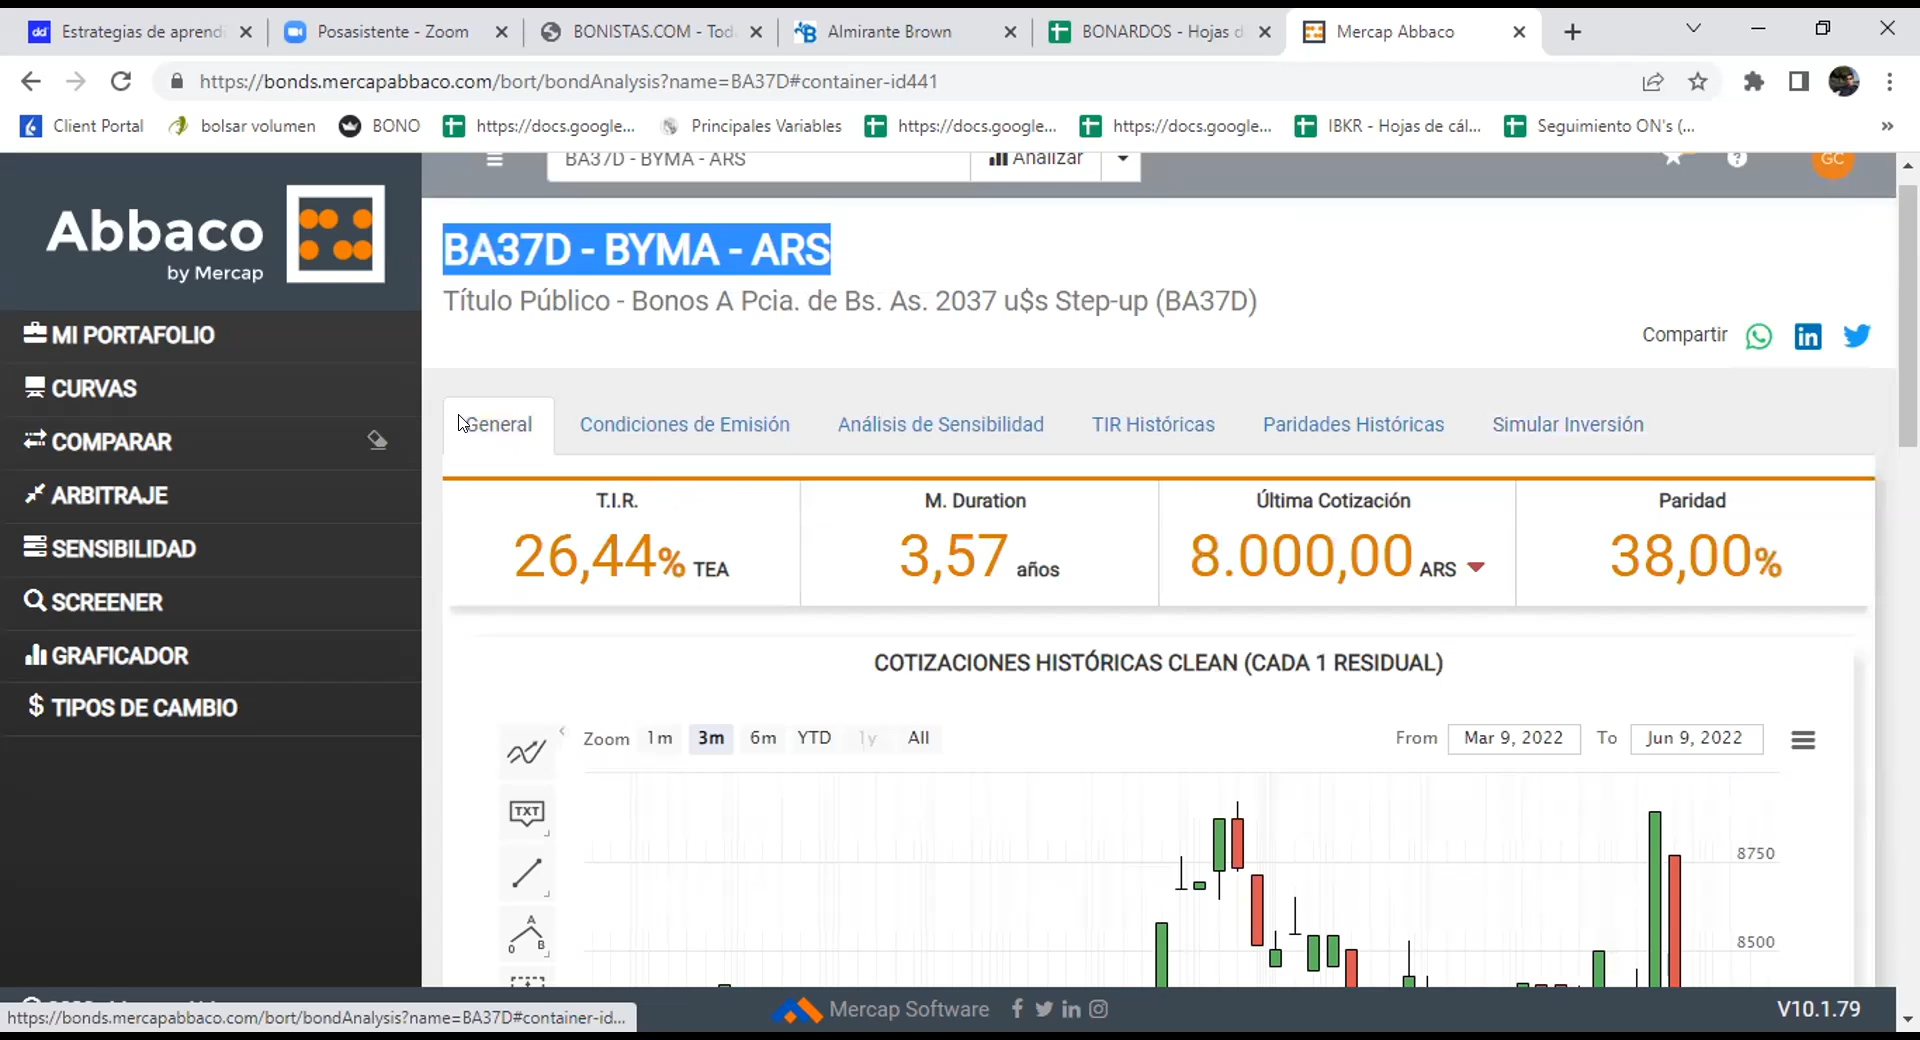 Estrategias de aprend
Posasistente - Zoom
BONISTAS.COM - Tod
Almirante Brown
BONARDOS - Hojas d
Mercap Abbaco
https://bonds.mercapabbaco.com/bort/bondAnalysis?name=BA37D#container-id441
Client Portal
bolsar volumen
BONO
https://docs.google...
Principales Variables
https://docs.google...
https://docs.google...
IBKR - Hojas de cál...
Seguimiento ON's (...
»
BA37D - BYMA - ARS
Analizar
GC
Abbaco
by Mercap
MI PORTAFOLIO
CURVAS
COMPARAR
ARBITRAJE
SENSIBILIDAD
SCREENER
GRAFICADOR
$ TIPOS DE CAMBIO
BA37D - BYMA - ARS
Título Público - Bonos A Pcia. de Bs. As. 2037 u$s Step-up (BA37D)
Compartir
General
Condiciones de Emisión
Análisis de Sensibilidad
TIR Históricas
Paridades Históricas
Simular Inversión
T.I.R.
26,44% TEA
M. Duration
3,57 años
Última Cotización
8.000,00 ARS
Paridad
38,00%
COTIZACIONES HISTÓRICAS CLEAN (CADA 1 RESIDUAL)
Zoom 1m 3m 6m YTD 1y All
From Mar 9, 2022 To Jun 9, 2022
TXT
A
0 B
8750
8500
https://bonds.mercapabbaco.com/bort/bondAnalysis?name=BA37D#container-id...
Mercap Software
V10.1.79